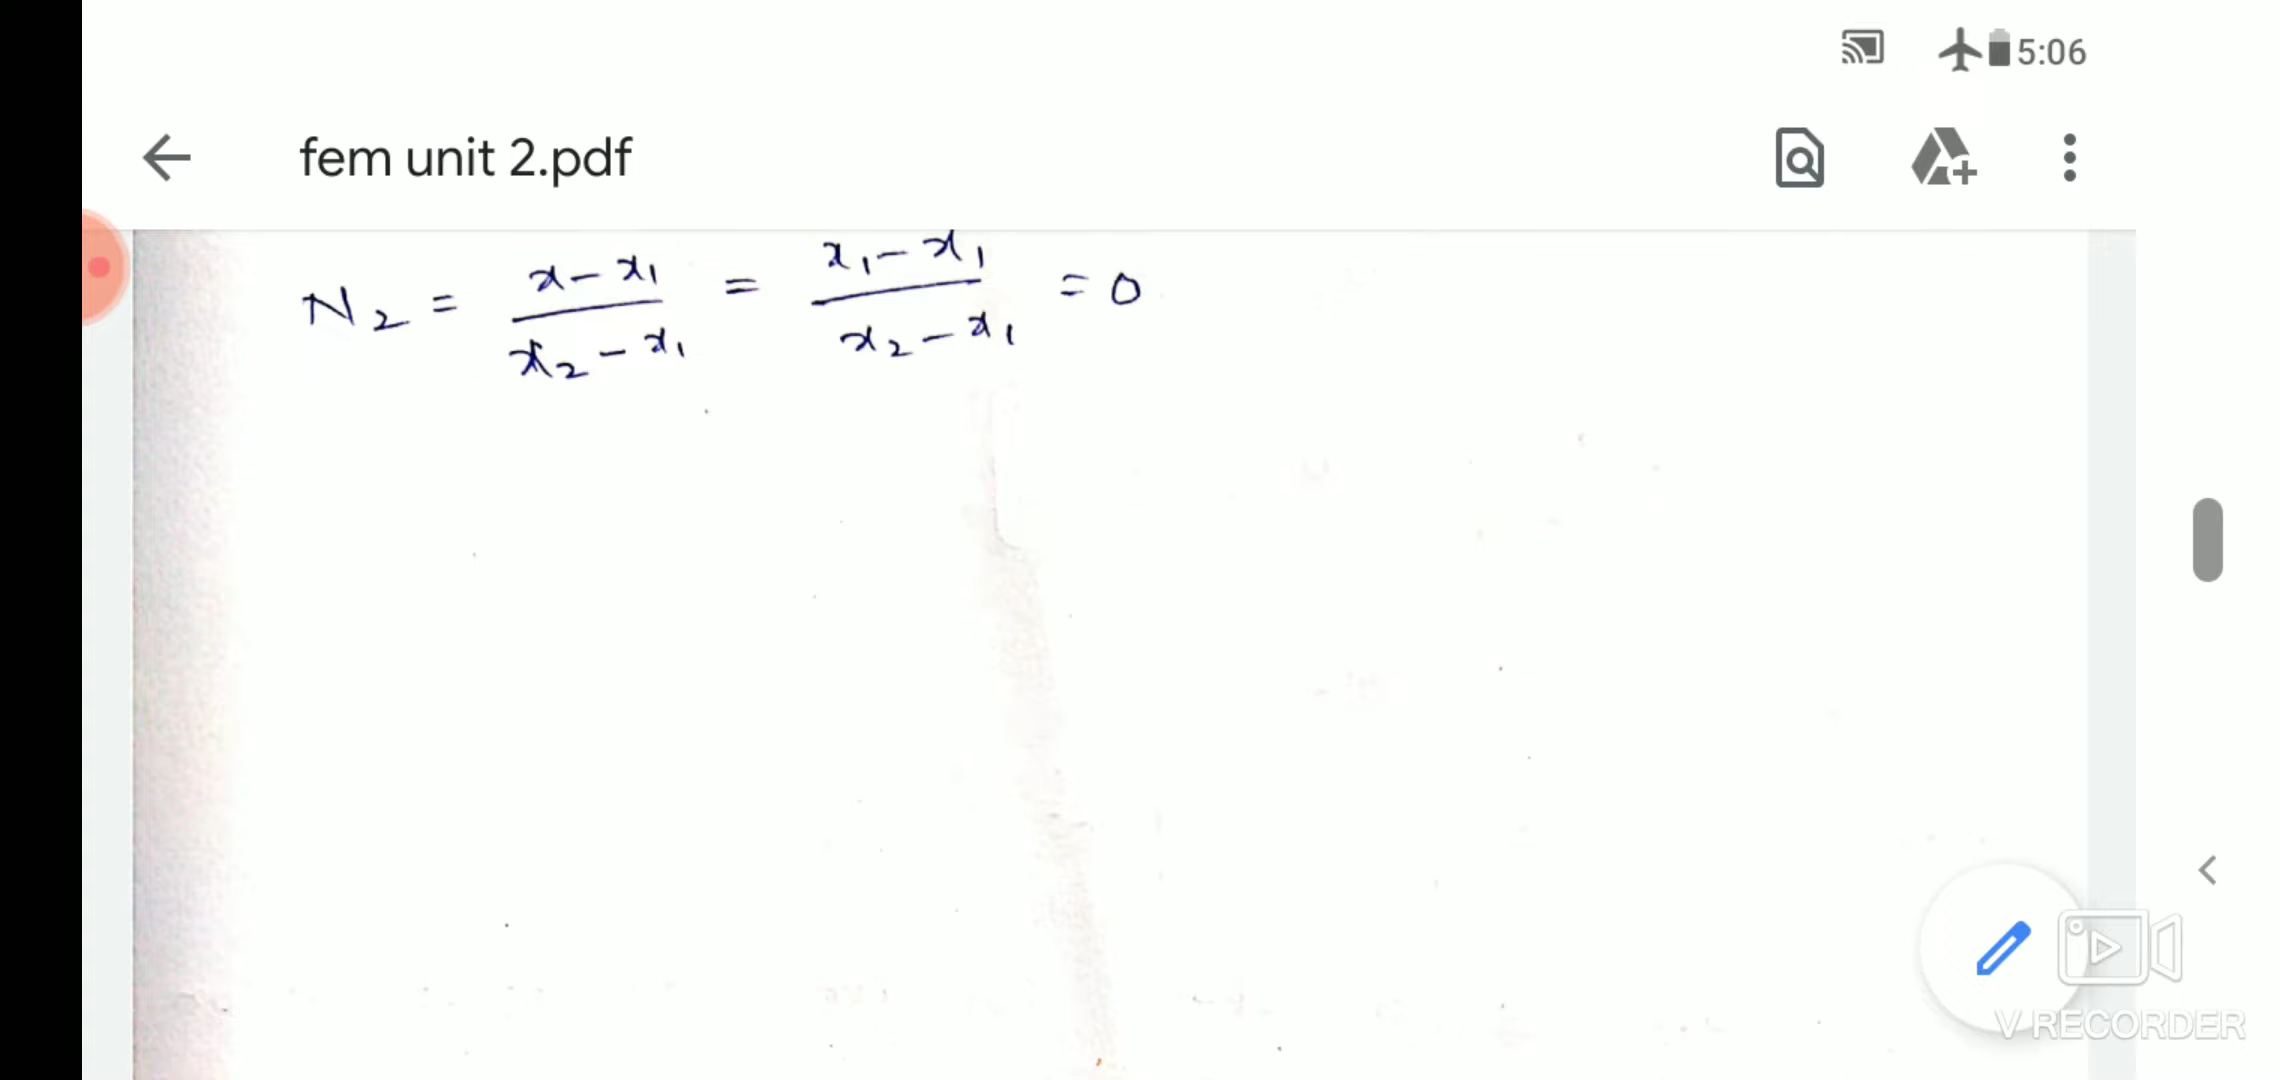 5:06
fem unit 2.pdf
N₂ = (x - x₁)/(x₂ - x₁) = (x₁ - x₁)/(x₂ - x₁) = 0
V RECORDER